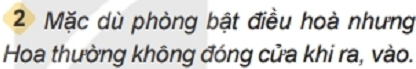 2 Mặc dù phòng bật điều hoà nhưng
Hoa thường không đóng cửa khi ra, vào.